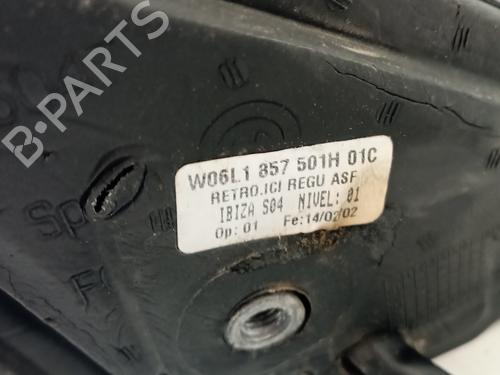 W06L1 857 501H 01C
RETRO.ICI REGU ASF
IBIZA S04 NIVEL: 01
Op: 01 Fe:14/02/02
B-PARTS